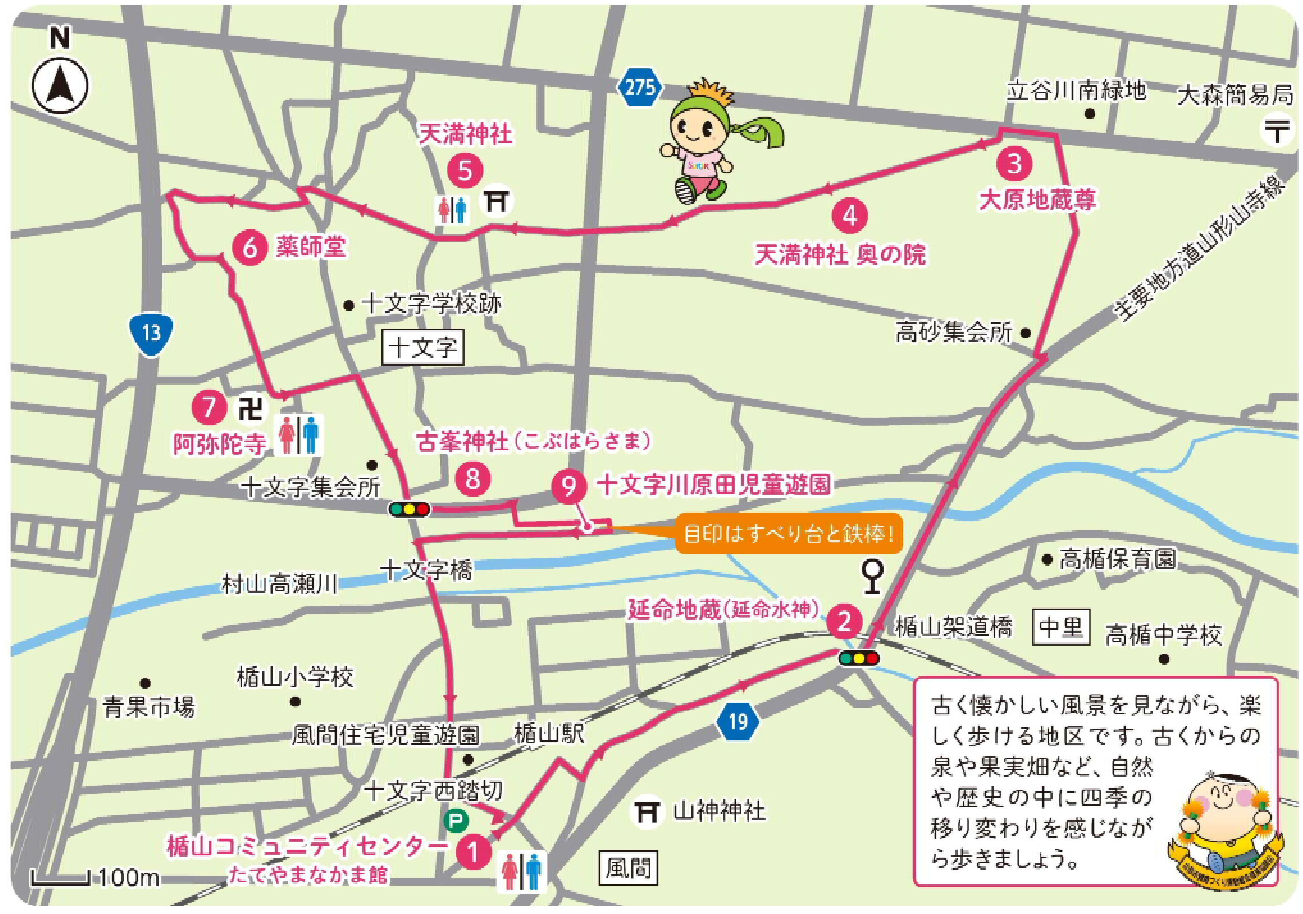 N
275
立谷川南緑地
大森簡易局
天満神社
5
3
大原地蔵尊
4
天満神社 奥の院
主要地方道山形山寺線
6 薬師堂
十文字学校跡
13
十文字
高砂集会所
7
阿弥陀寺
古峯神社(こぶはらさま)
8
9 十文字川原田児童遊園
十文字集会所
目印はすべり台と鉄棒!
十文字橋
村山高瀬川
高楯保育園
延命地蔵(延命水神)
2
楯山架道橋
中里
高楯中学校
楯山小学校
青果市場
19
風間住宅児童遊園
楯山駅
十文字西踏切
P
山神神社
楯山コミュニティセンター
たてやまなかま館
1
風間
100m
古く懐かしい風景を見ながら、楽
しく歩ける地区です。古くからの
泉や果実畑など、自然
や歴史の中に四季の
移り変わりを感じなが
ら歩きましょう。